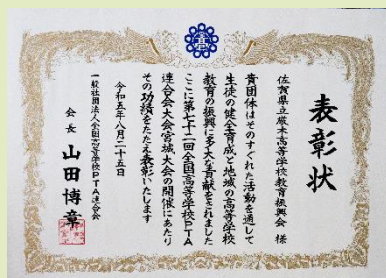 表彰状
佐賀県立厳木高等学校教育振興会 様
貴団体はそのすぐれた活動を通して
生徒の健全育成と地域の高等学校
教育の振興に多大な貢献をされました
ここに第七十二回全国高等学校PTA
連合会大会宮城大会の開催にあたり
その功績をたたえ表彰いたします
令和五年八月二十五日
一般社団法人全国高等学校PTA連合会
会長 山田博章